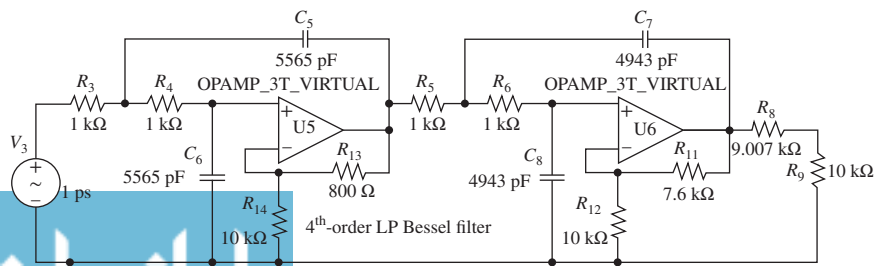 C5
5565 pF
C7
4943 pF
OPAMP_3T_VIRTUAL
OPAMP_3T_VIRTUAL
R3
1 kΩ
R4
1 kΩ
R5
1 kΩ
R6
1 kΩ
R8
9.007 kΩ
V3
+
~
−
1 ps
+
−
U5
+
−
U6
C6
5565 pF
R13
800 Ω
C8
4943 pF
R11
7.6 kΩ
R9
10 kΩ
R14
10 kΩ
4th-order LP Bessel filter
R12
10 kΩ